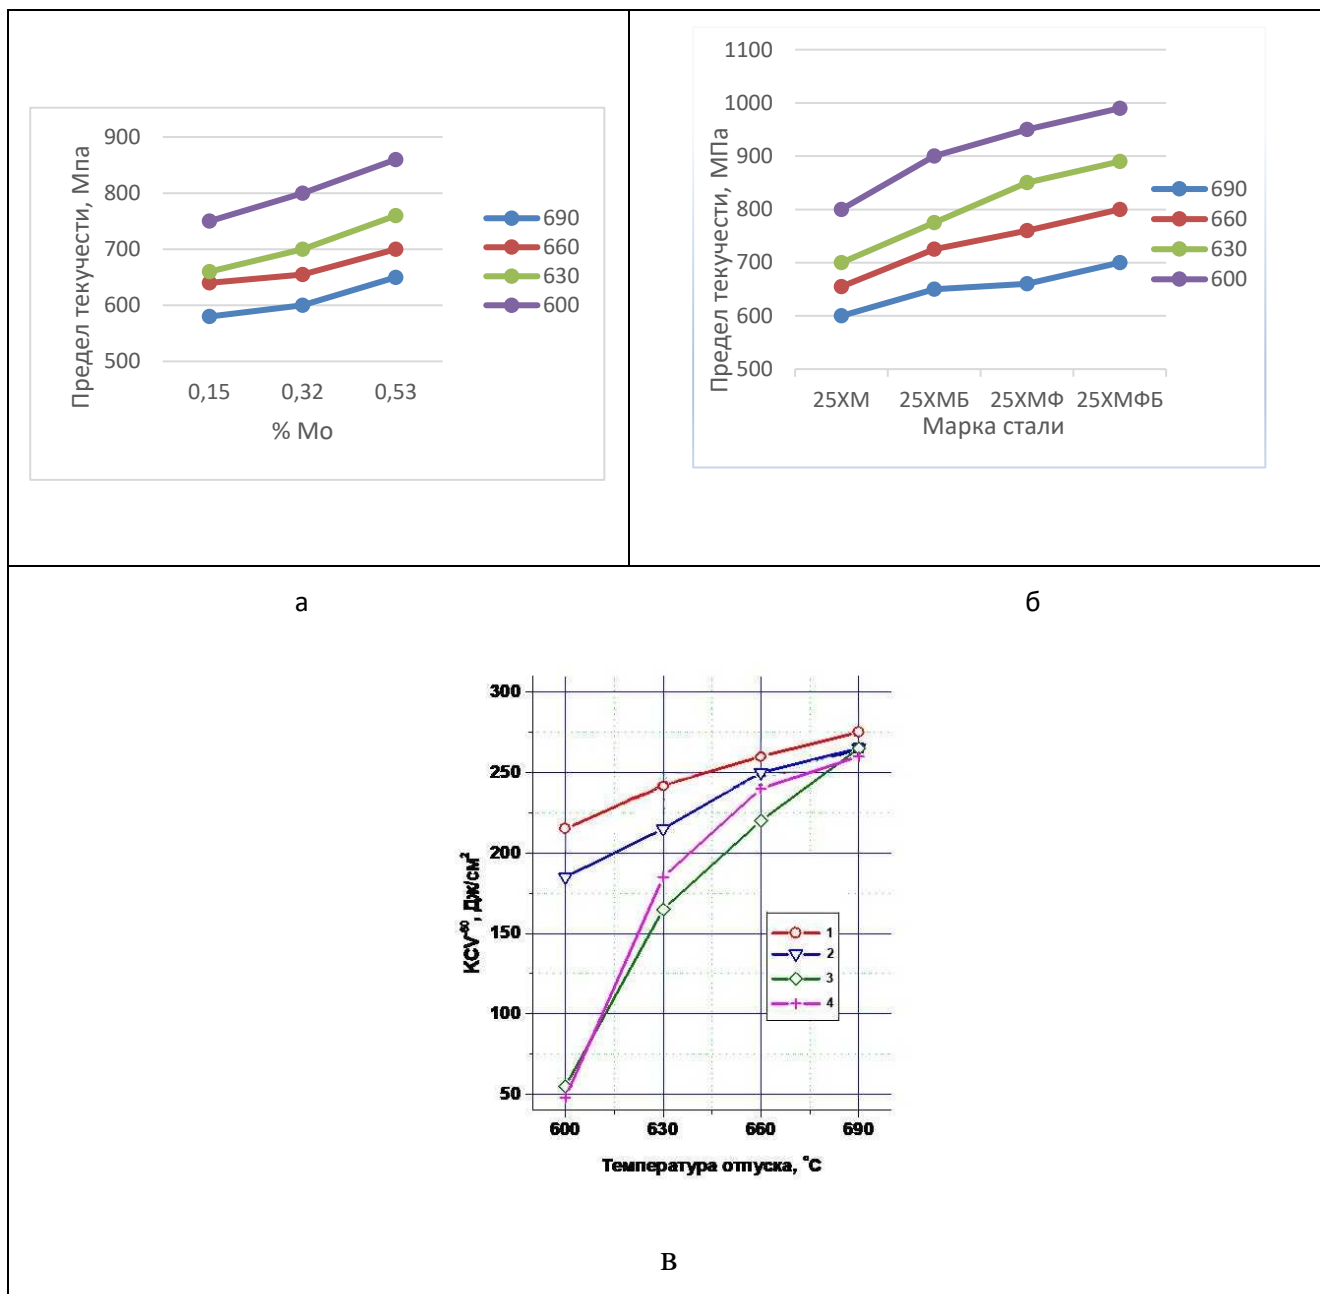 900
800
700
600
500
Предел текучести, Мпа
0,15 0,32 0,53
% Mo
690
660
630
600
1100
1000
900
800
700
600
500
Предел текучести, МПа
25ХМ 25ХМБ 25ХМФ 25ХМФБ
Марка стали
690
660
630
600
а б
300
250
200
150
100
50
KCV⁻⁶⁰, Дж/см²
1
2
3
4
600 630 660 690
Температура отпуска, °C
в